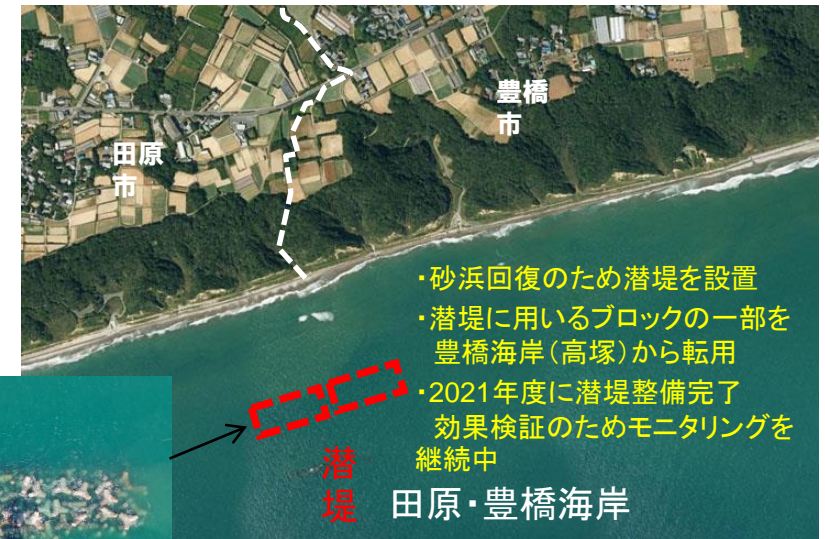 豊橋
市
田原
市
・砂浜回復のため潜堤を設置
・潜堤に用いるブロックの一部を
豊橋海岸(高塚)から転用
・2021年度に潜堤整備完了
効果検証のためモニタリングを
継続中
潜
堤
田原・豊橋海岸